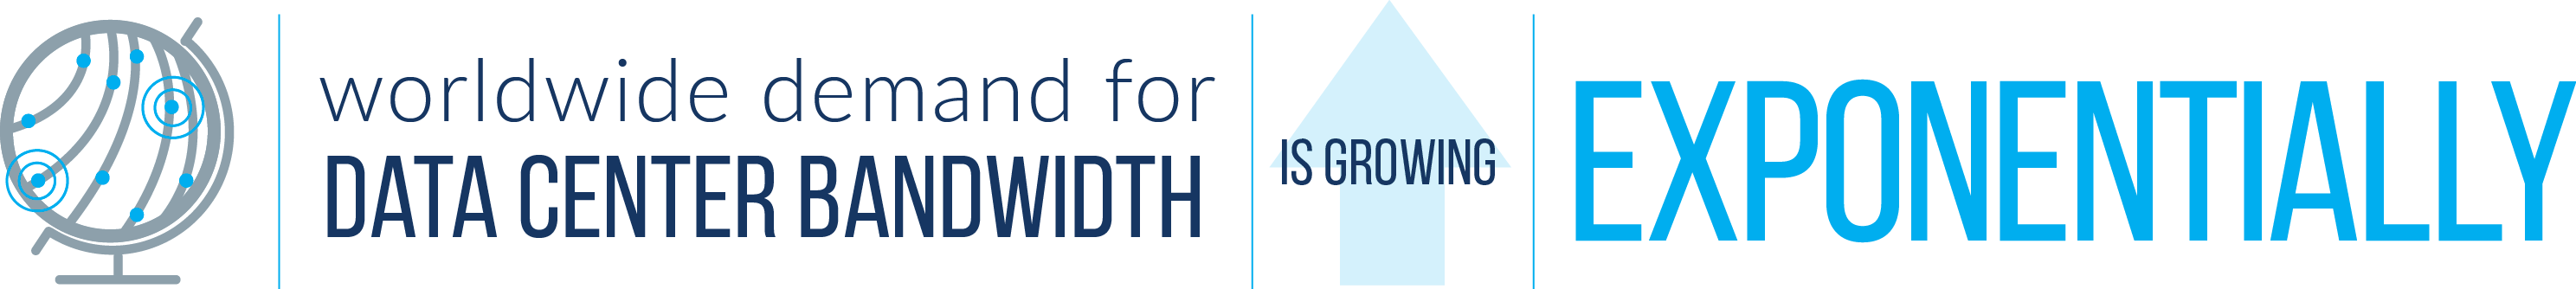 worldwide demand for
DATA CENTER BANDWIDTH
IS GROWING
EXPONENTIALLY